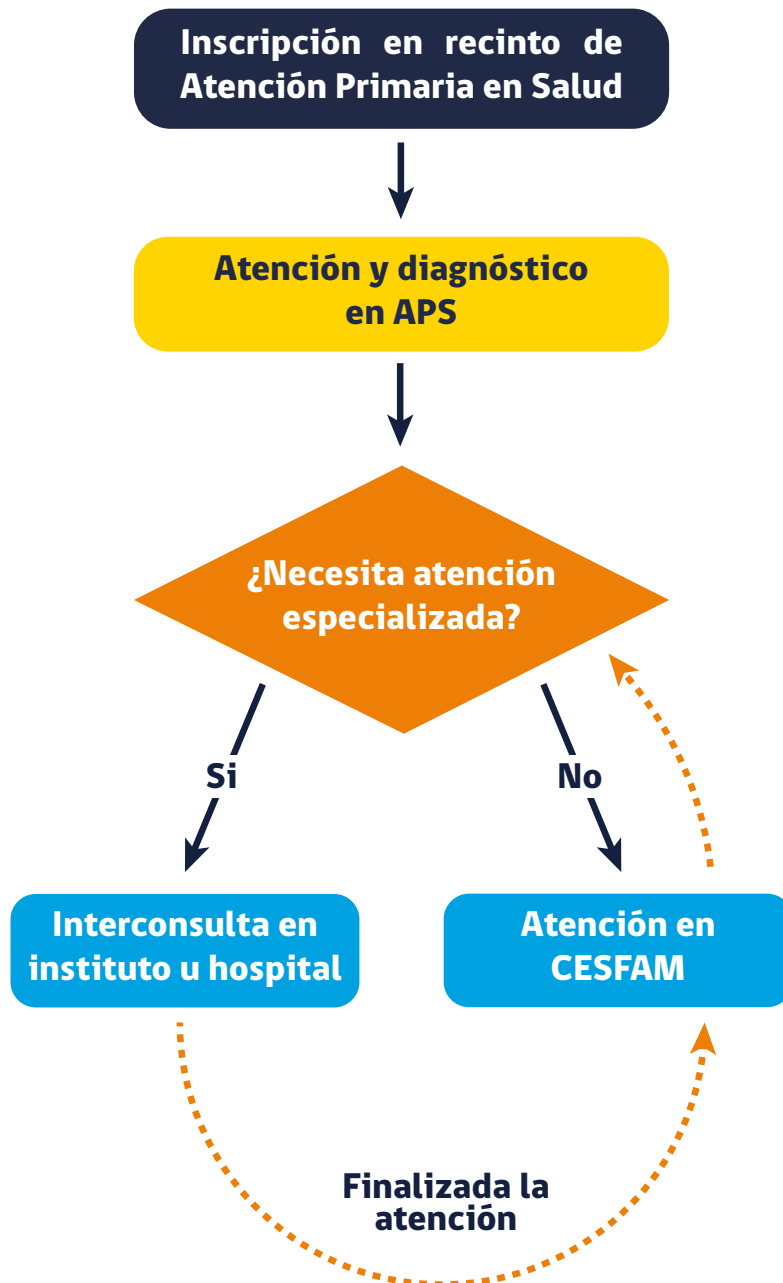 Inscripción en recinto de
Atención Primaria en Salud
Atención y diagnóstico
en APS
¿Necesita atención
especializada?
Si
No
Interconsulta en
instituto u hospital
Atención en
CESFAM
Finalizada la
atención